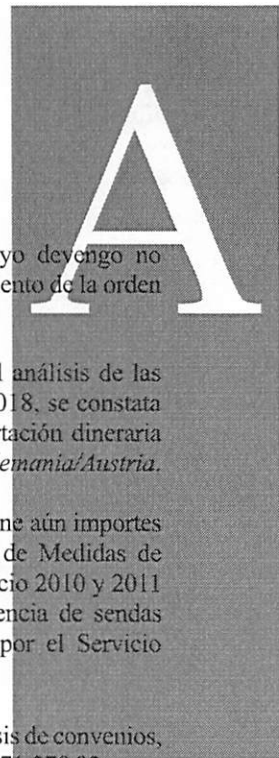 A
yo devengo no
ento de la orden
análisis de las
018, se constata
tación dineraria
emania/Austria.
ne aún importes
de Medidas de
cio 2010 y 2011
encia de sendas
por el Servicio
sis de convenios,